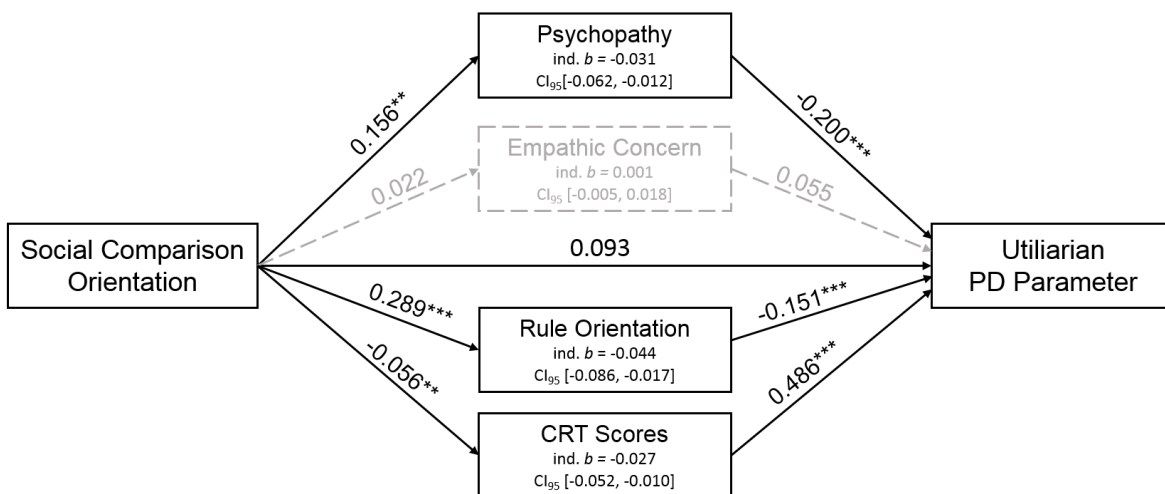 Psychopathy
ind. b = -0.031
CI95[-0.062, -0.012]
0.156**
-0.200***
Empathic Concern
ind. b = 0.001
CI95 [-0.005, 0.018]
0.022
0.055
Social Comparison
Orientation
0.093
Utiliarian
PD Parameter
0.289***
-0.151***
Rule Orientation
ind. b = -0.044
CI95 [-0.086, -0.017]
-0.056**
0.486***
CRT Scores
ind. b = -0.027
CI95 [-0.052, -0.010]